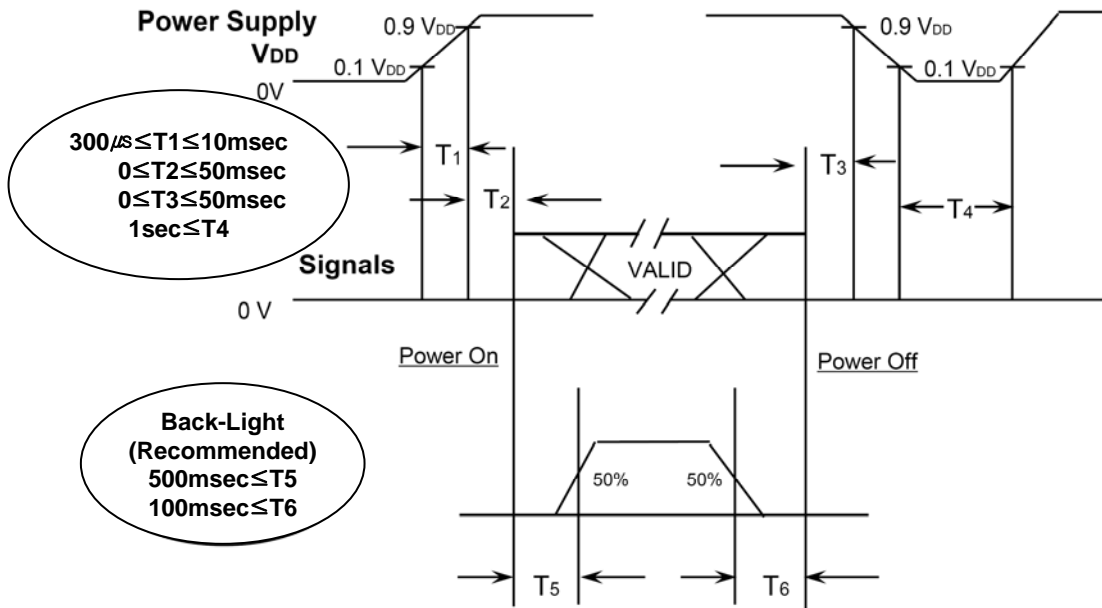 Power Supply
VDD
0.9 VDD
0.1 VDD
0V
0.9 VDD
0.1 VDD
300㎲≤T1≤10msec
0≤T2≤50msec
0≤T3≤50msec
1sec≤T4
T1
T2
T3
T4
Signals
VALID
0 V
Power On
Power Off
Back-Light
(Recommended)
500msec≤T5
100msec≤T6
50%
50%
T5
T6